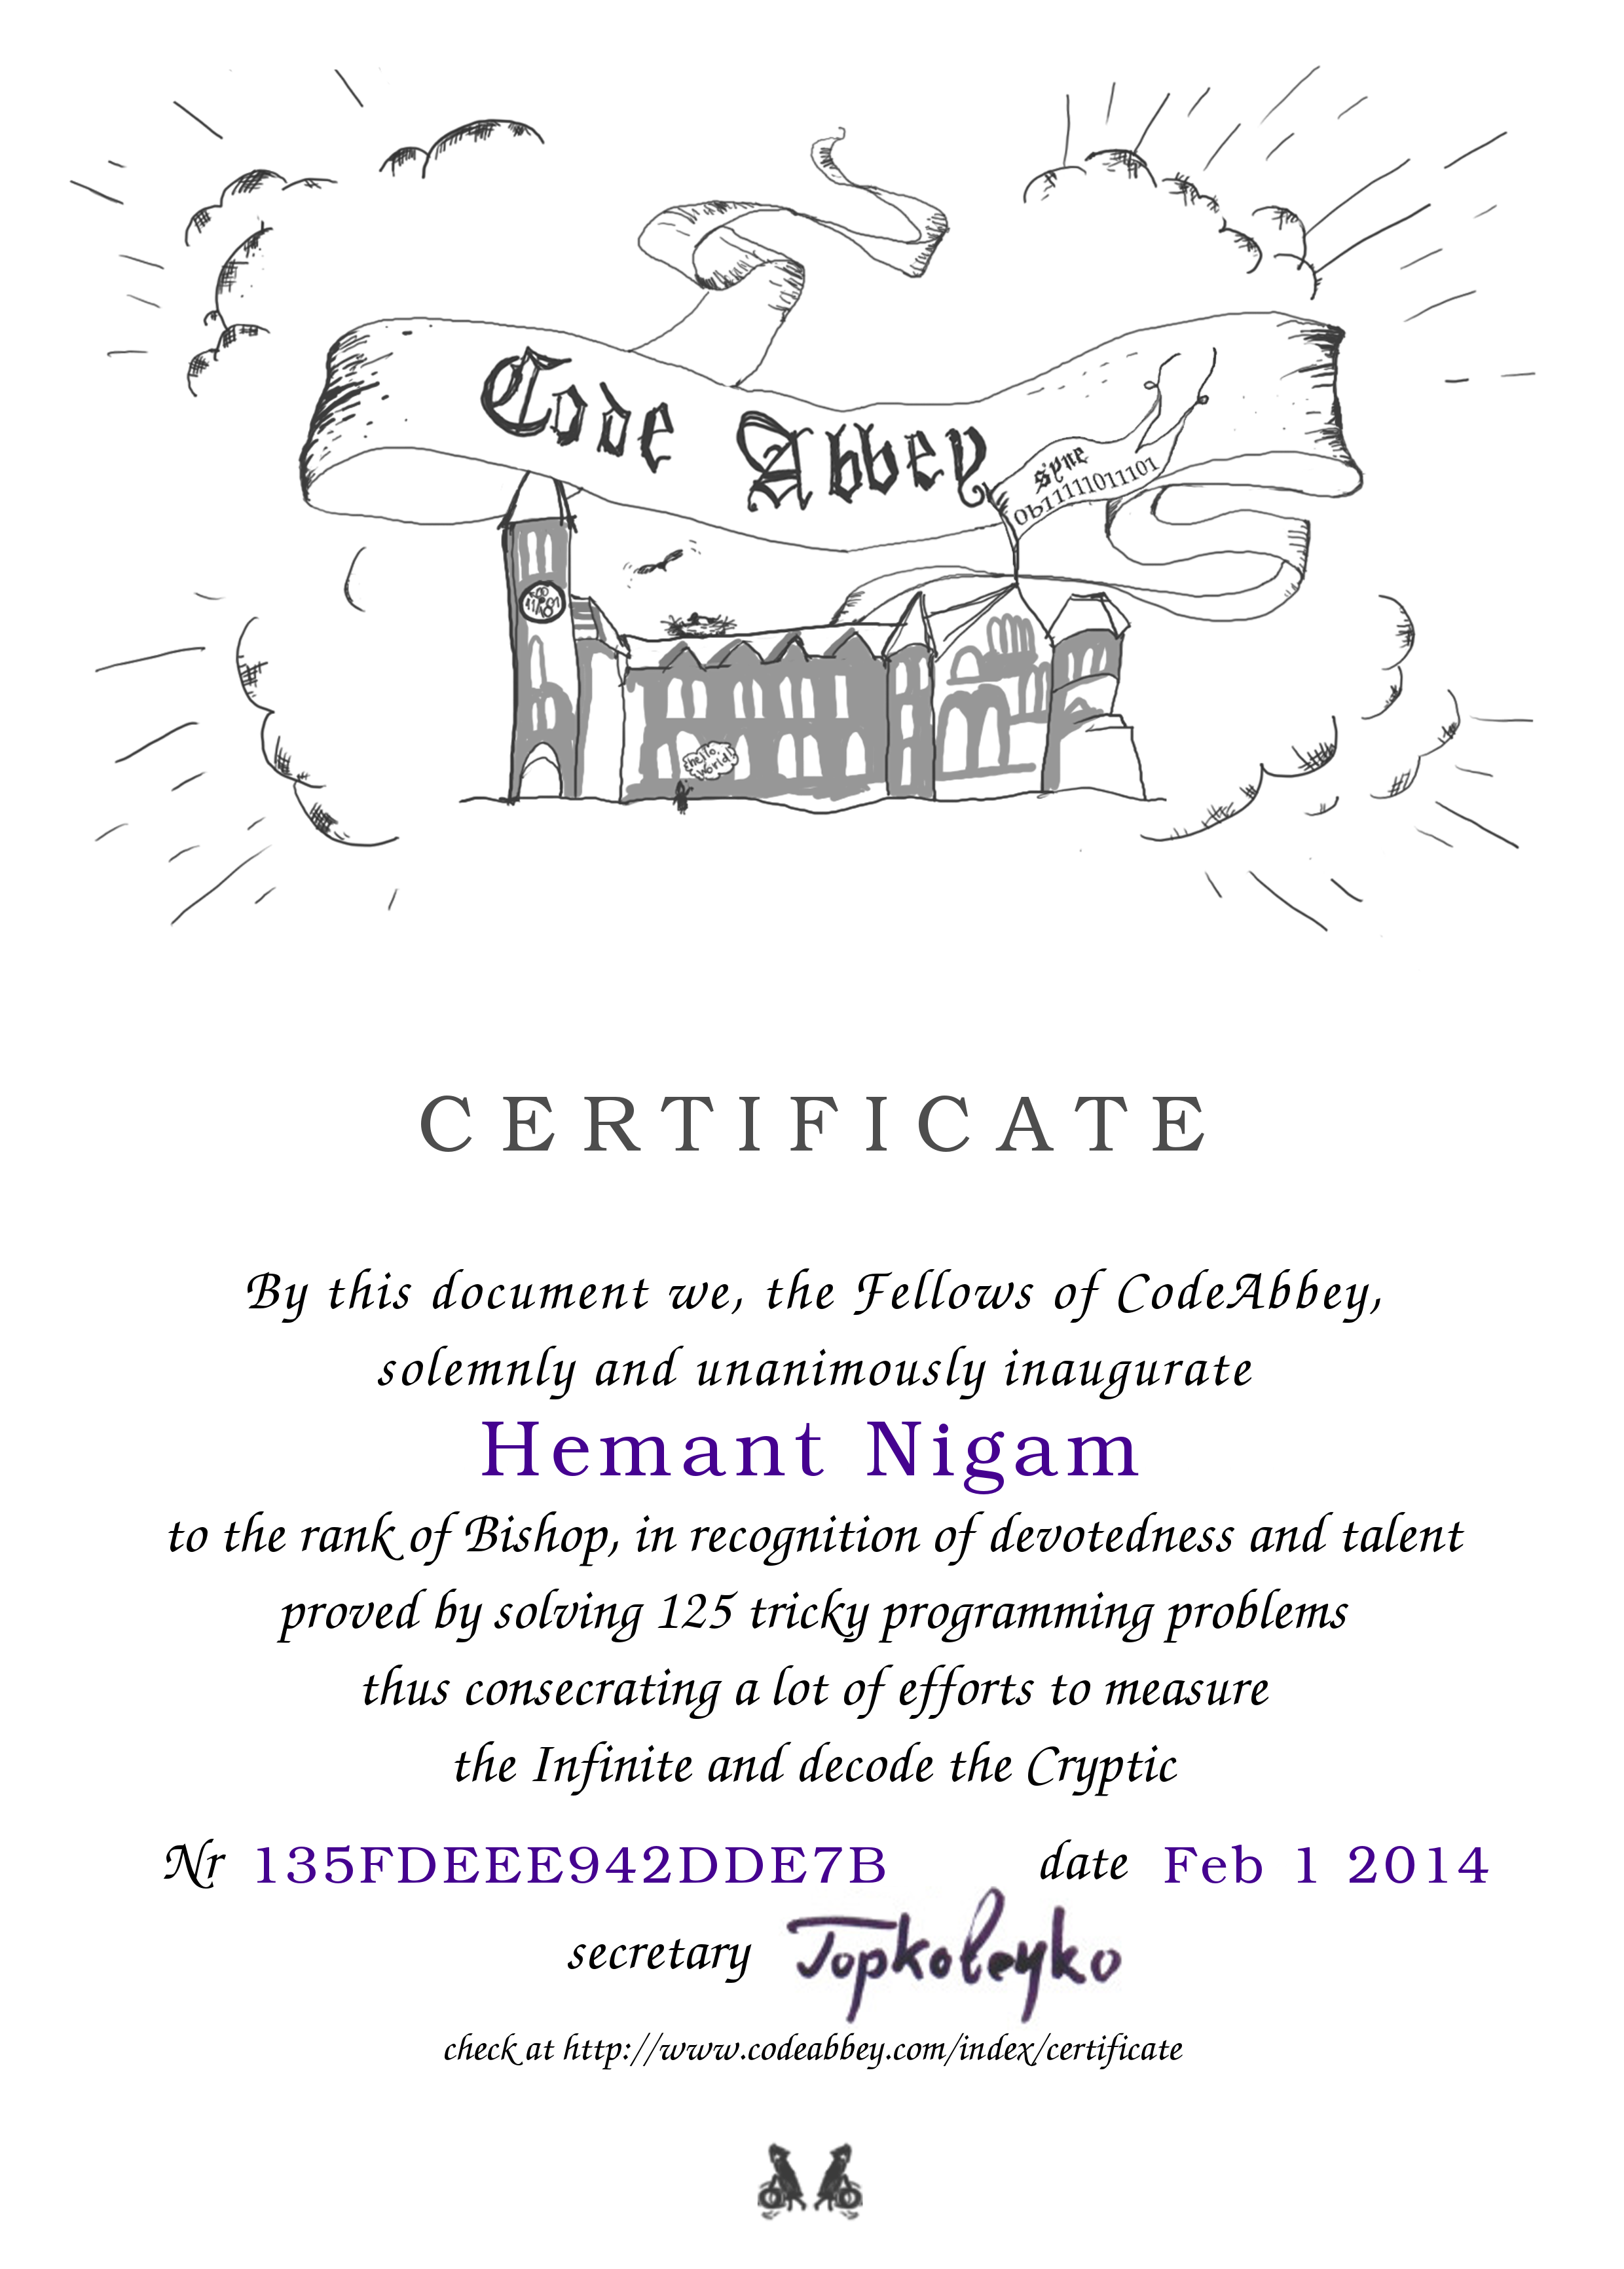 Code Abbey
syne
0b11111011101
hello, world!
CERTIFICATE
By this document we, the Fellows of CodeAbbey,
solemnly and unanimously inaugurate
Hemant Nigam
to the rank of Bishop, in recognition of devotedness and talent
proved by solving 125 tricky programming problems
thus consecrating a lot of efforts to measure
the Infinite and decode the Cryptic
Nr 135FDEEE942DDE7B date Feb 1 2014
secretary Topkoleyko
check at http://www.codeabbey.com/index/certificate